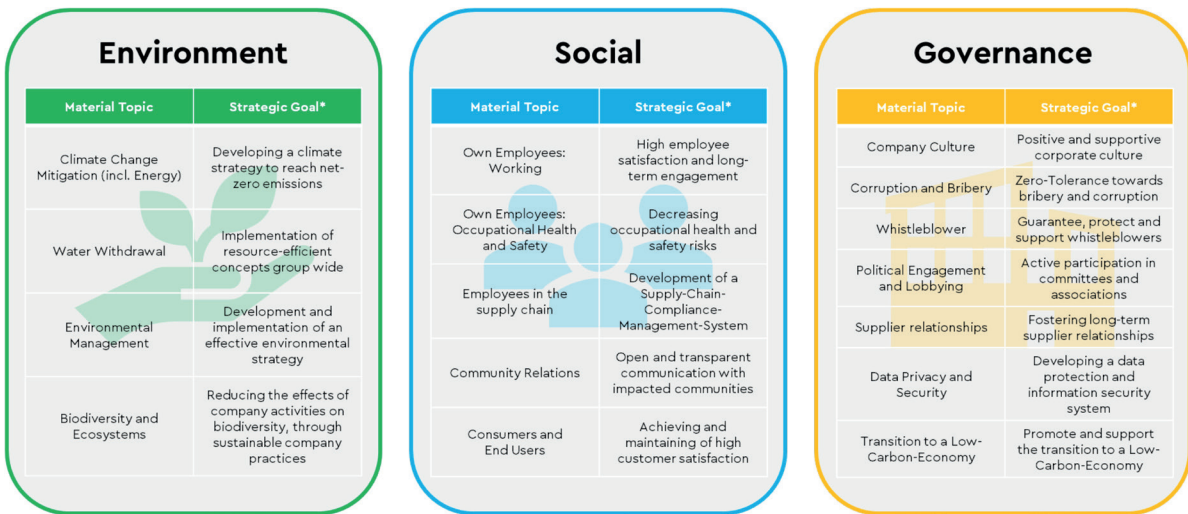 Environment
Material Topic
Strategic Goal*
Climate Change
Mitigation (incl. Energy)
Developing a climate
strategy to reach net-
zero emissions
Water Withdrawal
Implementation of
resource-efficient
concepts group wide
Environmental
Management
Development and
implementation of an
effective environmental
strategy
Biodiversity and
Ecosystems
Reducing the effects of
company activities on
biodiversity, through
sustainable company
practices
Social
Material Topic
Strategic Goal*
Own Employees:
Working
High employee
satisfaction and long-
term engagement
Own Employees:
Occupational Health
and Safety
Decreasing
occupational health and
safety risks
Employees in the
supply chain
Development of a
Supply-Chain-
Compliance-
Management-System
Community Relations
Open and transparent
communication with
impacted communities
Consumers and
End Users
Achieving and
maintaining of high
customer satisfaction
Governance
Material Topic
Strategic Goal*
Company Culture
Positive and supportive
corporate culture
Corruption and Bribery
Zero-Tolerance towards
bribery and corruption
Whistleblower
Guarantee, protect and
support whistleblowers
Political Engagement
and Lobbying
Active participation in
committees and
associations
Supplier relationships
Fostering long-term
supplier relationships
Data Privacy and
Security
Developing a data
protection and
information security
system
Transition to a Low-
Carbon-Economy
Promote and support
the transition to a Low-
Carbon-Economy